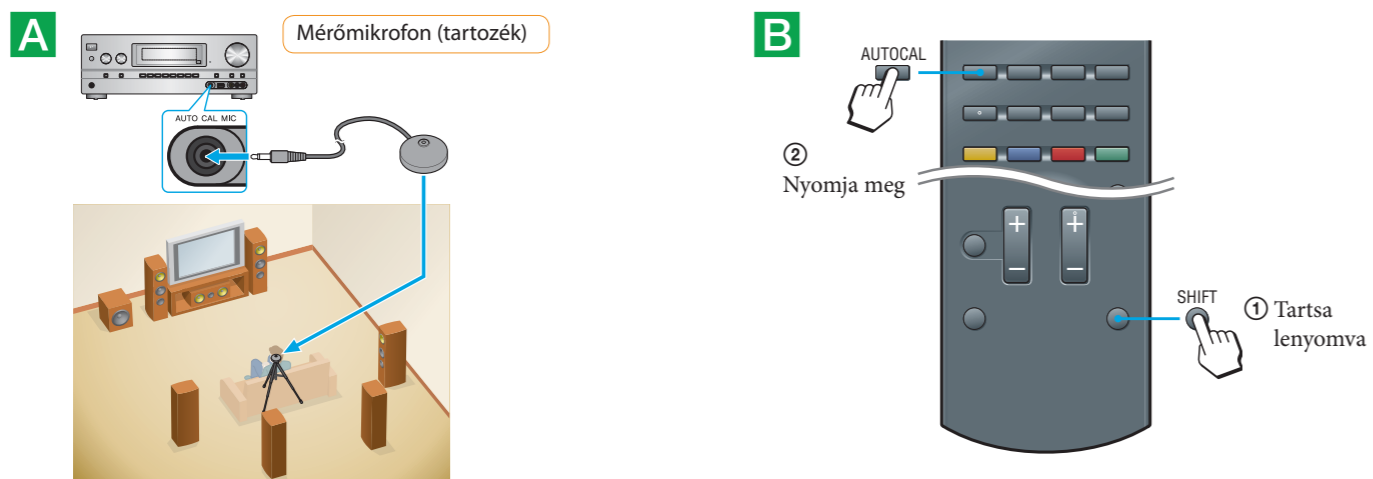 A
Mérőmikrofon (tartozék)
AUTO CAL MIC
B
AUTOCAL
②
Nyomja meg
+ +
– –
SHIFT
① Tartsa
lenyomva